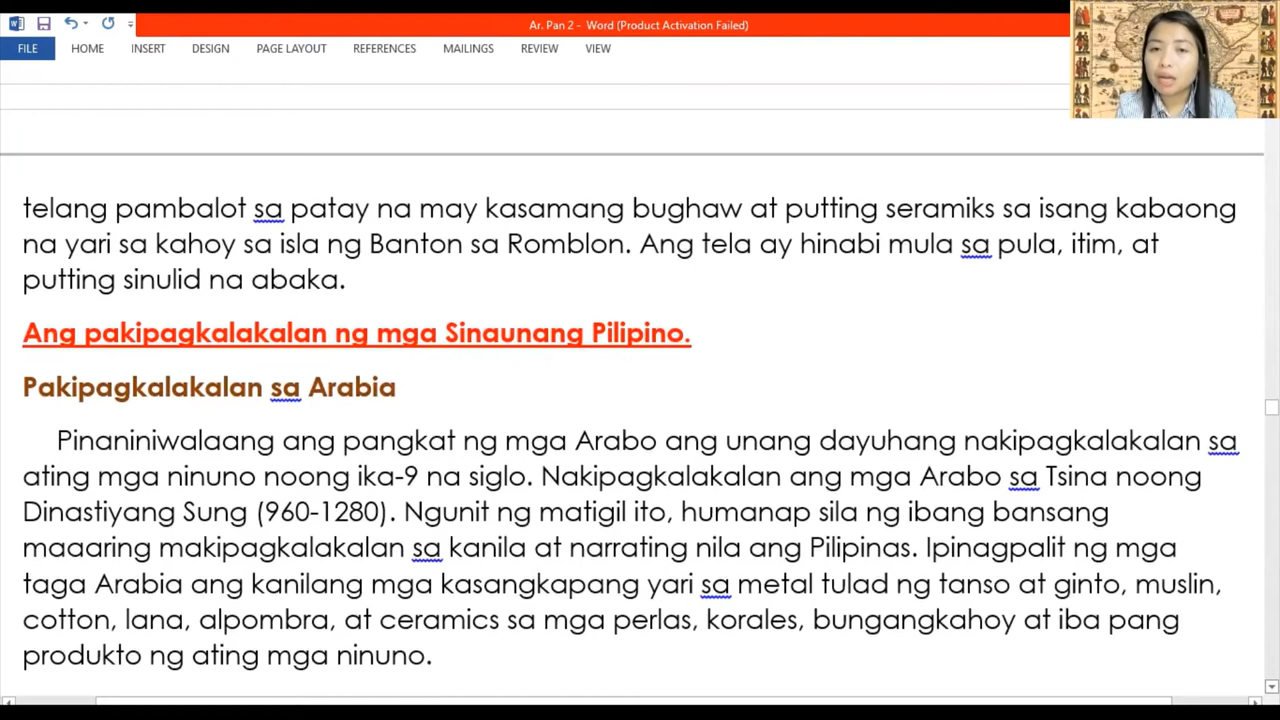 Ar. Pan 2 - Word (Product Activation Failed)
FILE HOME INSERT DESIGN PAGE LAYOUT REFERENCES MAILINGS REVIEW VIEW
telang pambalot sa patay na may kasamang bughaw at putting seramiks sa isang kabaong
na yari sa kahoy sa isla ng Banton sa Romblon. Ang tela ay hinabi mula sa pula, itim, at
putting sinulid na abaka.
Ang pakipagkalakalan ng mga Sinaunang Pilipino.
Pakipagkalakalan sa Arabia
Pinaniniwalaang ang pangkat ng mga Arabo ang unang dayuhang nakipagkalakalan sa
ating mga ninuno noong ika-9 na siglo. Nakipagkalakalan ang mga Arabo sa Tsina noong
Dinastiyang Sung (960-1280). Ngunit ng matigil ito, humanap sila ng ibang bansang
maaaring makipagkalakalan sa kanila at narrating nila ang Pilipinas. Ipinagpalit ng mga
taga Arabia ang kanilang mga kasangkapang yari sa metal tulad ng tanso at ginto, muslin,
cotton, lana, alpombra, at ceramics sa mga perlas, korales, bungangkahoy at iba pang
produkto ng ating mga ninuno.